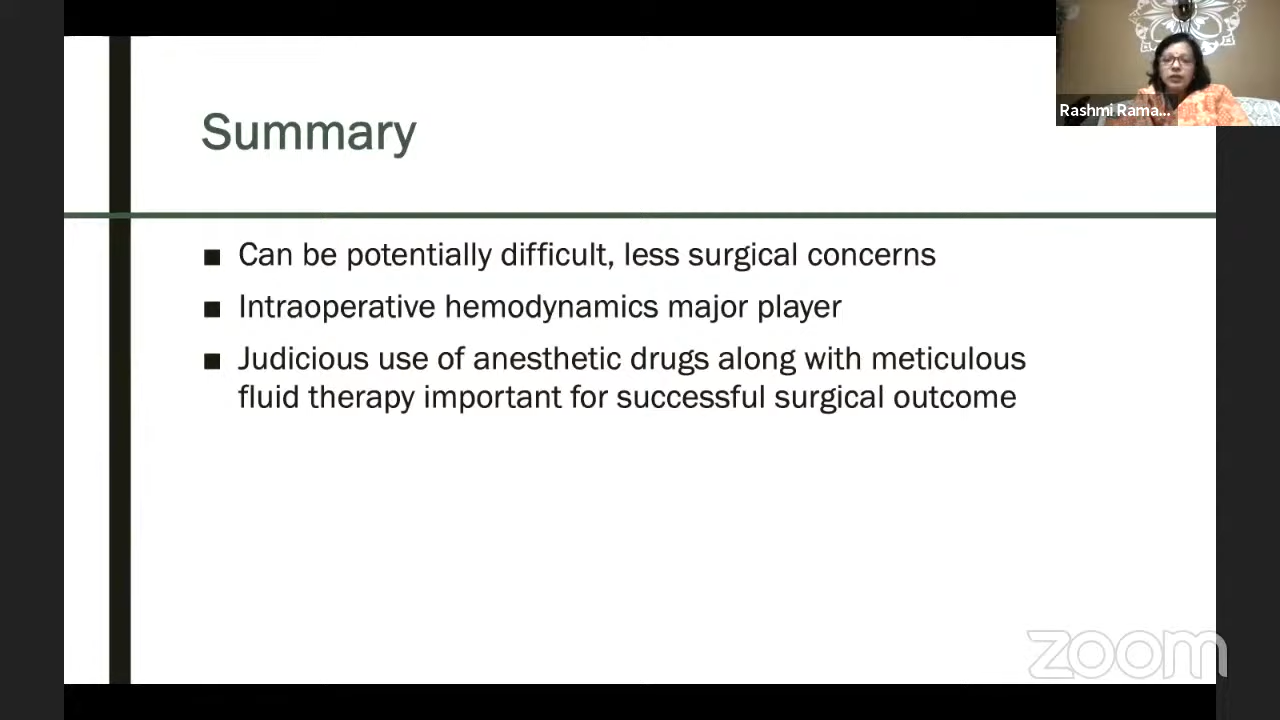 Rashmi Rama...
Summary
■ Can be potentially difficult, less surgical concerns
■ Intraoperative hemodynamics major player
■ Judicious use of anesthetic drugs along with meticulous
fluid therapy important for successful surgical outcome
zoom